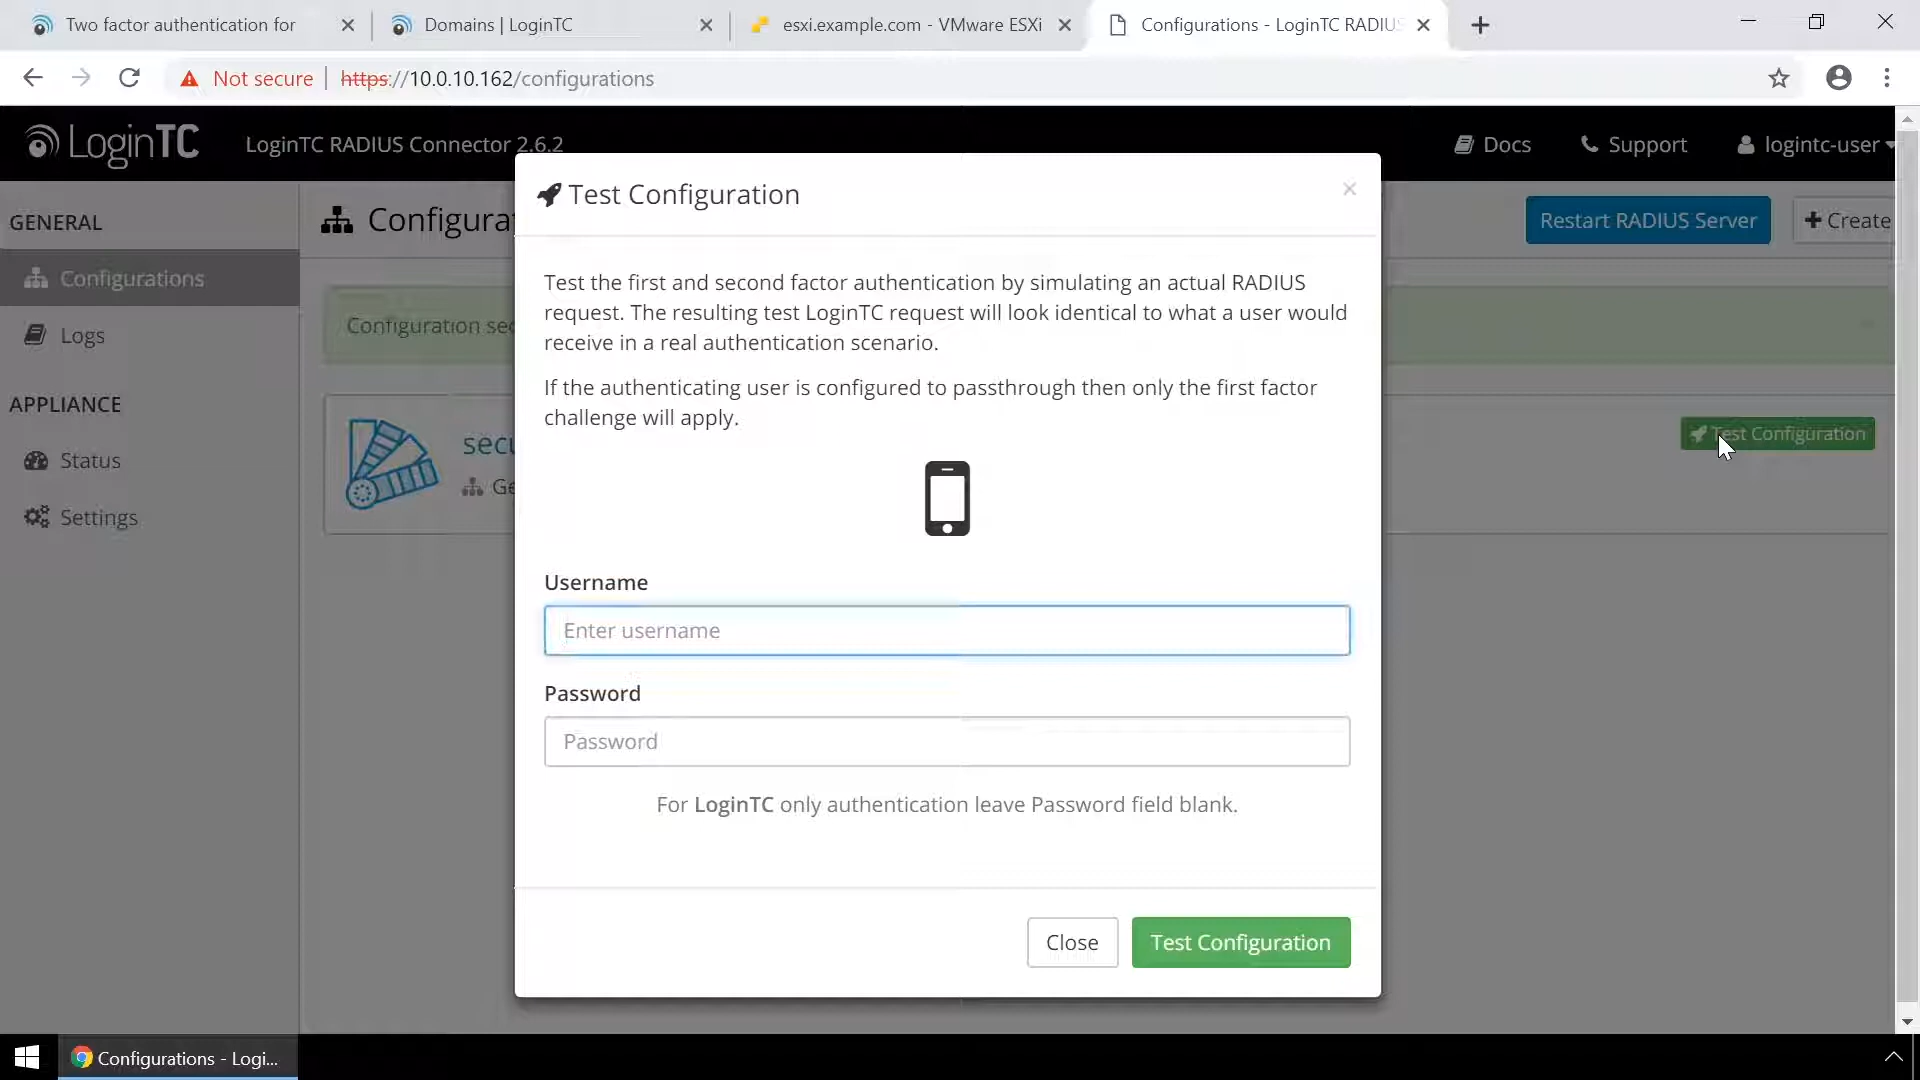 Two factor authentication for
Domains | LoginTC
esxi.example.com - VMware ESXi
Configurations - LoginTC RADIUS
Not secure
https://10.0.10.162/configurations
LoginTC
LoginTC RADIUS Connector 2.6.2
Docs
Support
logintc-user
GENERAL
Configurations
Logs
APPLIANCE
Status
Settings
Configura
Restart RADIUS Server
Create
Configuration sec
secu
Ge
Test Configuration
Test Configuration
×
Test the first and second factor authentication by simulating an actual RADIUS
request. The resulting test LoginTC request will look identical to what a user would
receive in a real authentication scenario.
If the authenticating user is configured to passthrough then only the first factor
challenge will apply.
Username
Enter username
Password
Password
For LoginTC only authentication leave Password field blank.
Close
Test Configuration
Configurations - Logi...